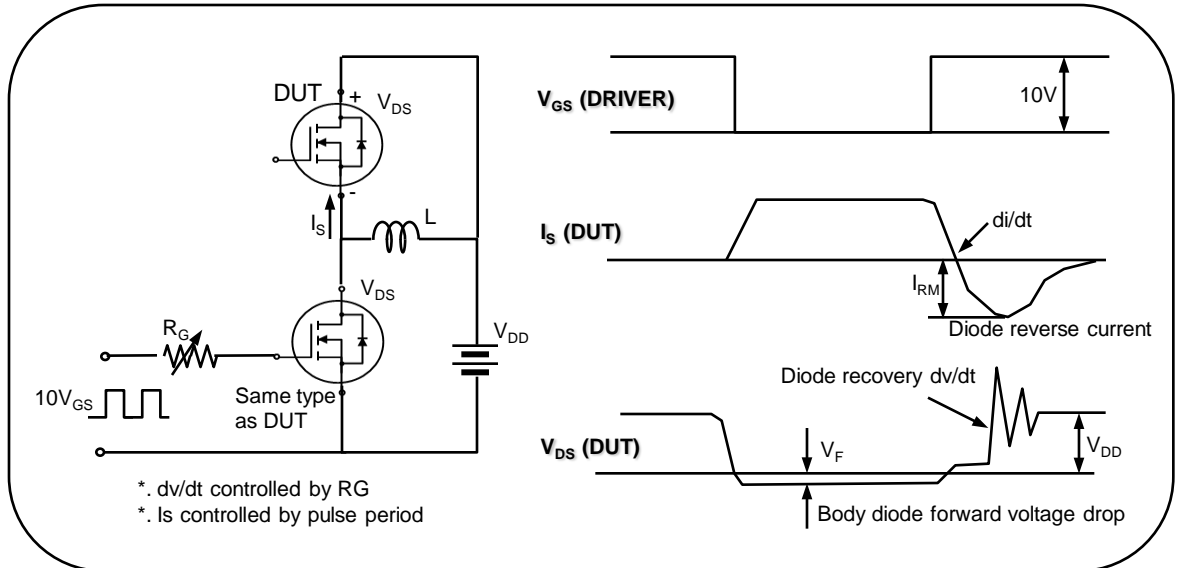 DUT
+
V_DS
-
I_S
L
V_DS
R_G
V_DD
10V_GS
Same type
as DUT
*. dv/dt controlled by RG
*. Is controlled by pulse period
V_GS (DRIVER)
10V
I_S (DUT)
di/dt
I_RM
Diode reverse current
Diode recovery dv/dt
V_DS (DUT)
V_F
V_DD
Body diode forward voltage drop